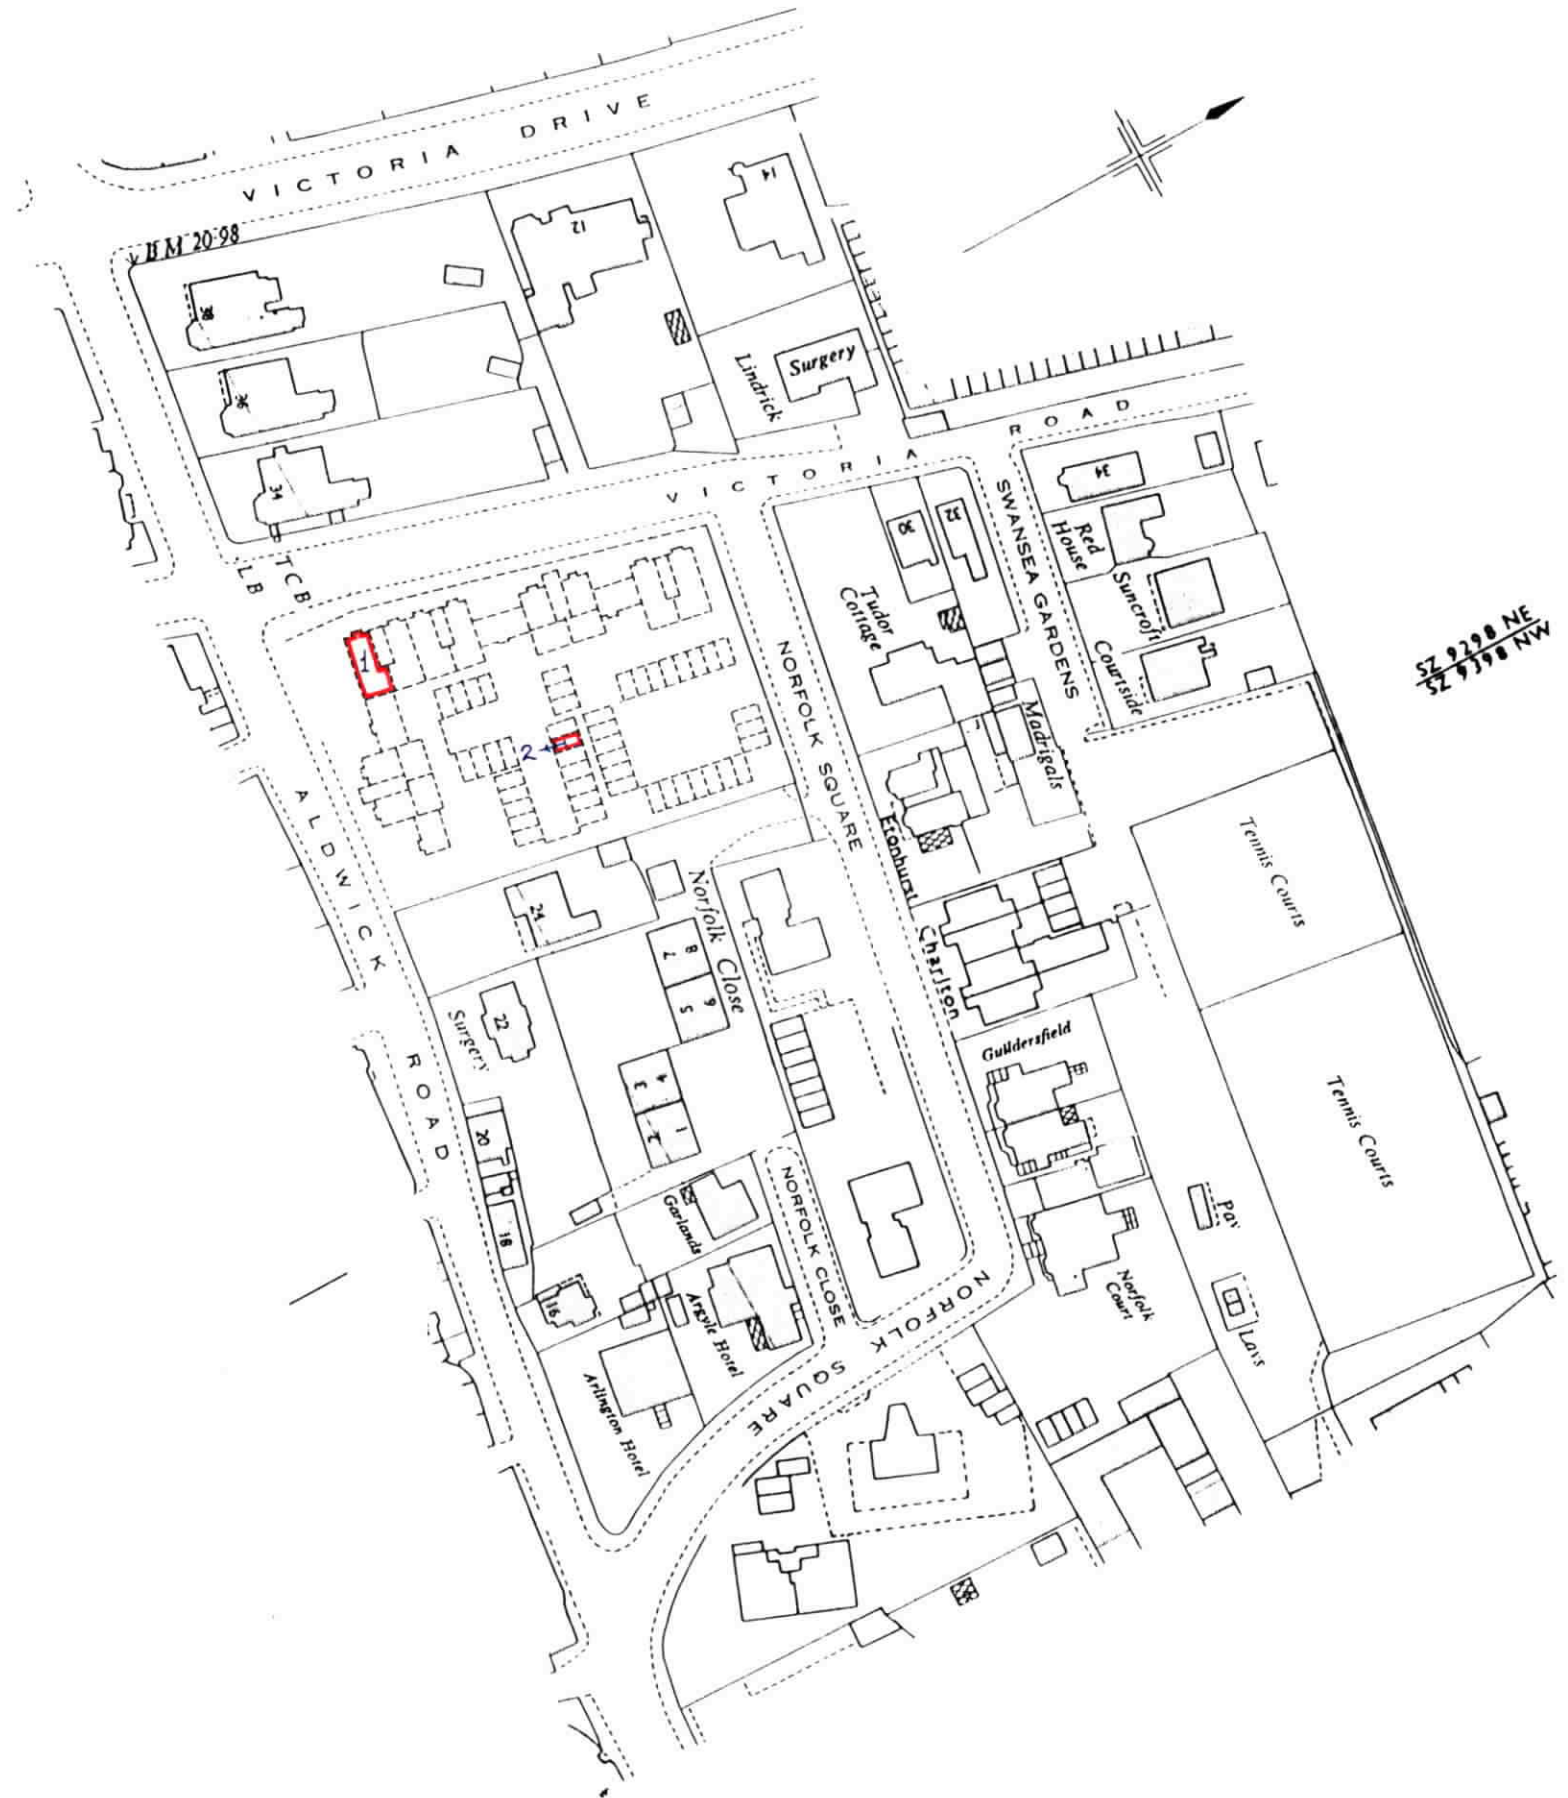 VICTORIA DRIVE
B M 20·98
14
12
38
36
34
Lindrick
Surgery
VICTORIA ROAD
34
SWANSEA GARDENS
32
30
Red
House
Suncroft
Courtside
Tudor
Cottage
Madrigals
LB
TCB
1
2
NORFOLK SQUARE
SZ 9298 NE
SZ 9398 NW
Etonhurst
Charlton
Tennis Courts
ALDWICK ROAD
24
Norfolk Close
8
7
6
5
22
Surgery
4
3
1
2
20
18
16
Garlands
NORFOLK CLOSE
Argyle Hotel
Arlington Hotel
Guildersfield
Tennis Courts
Pav
Norfolk
Court
Lavs
NORFOLK SQUARE